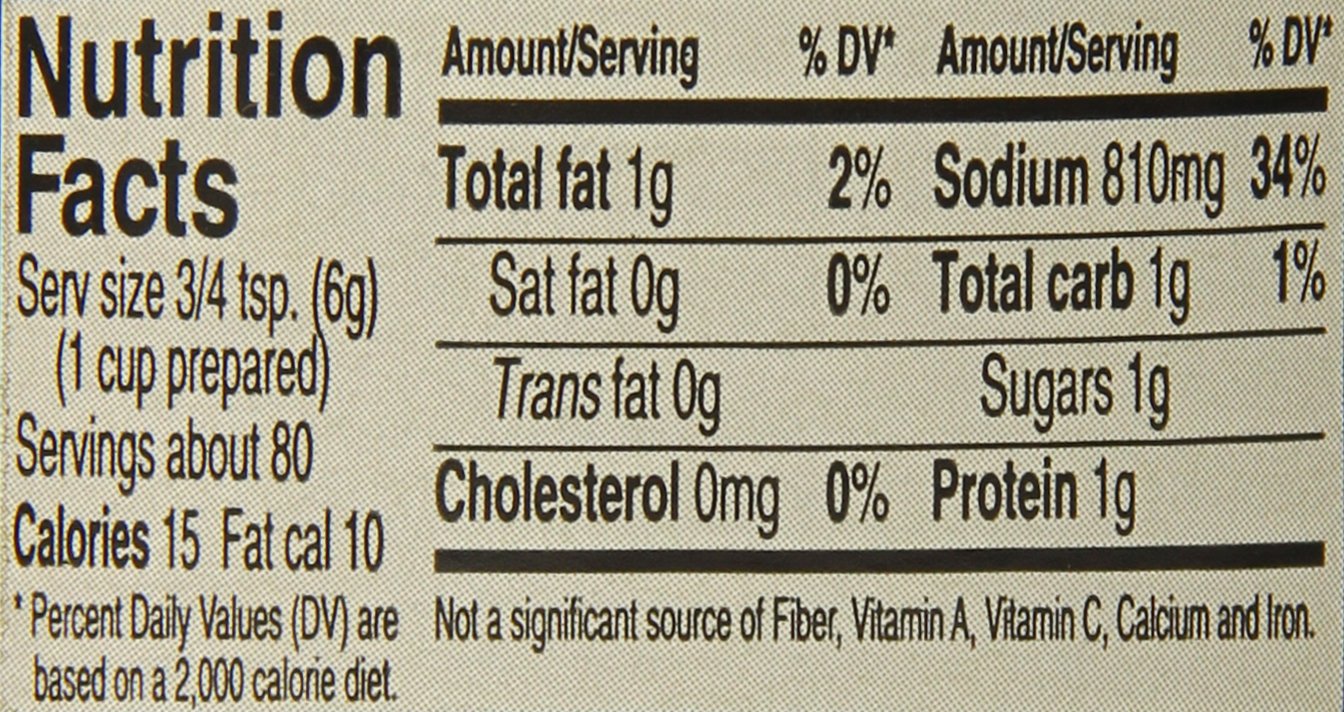 Nutrition
Facts
Serv size 3/4 tsp. (6g)
(1 cup prepared)
Servings about 80
Calories 15 Fat cal 10
* Percent Daily Values (DV) are
based on a 2,000 calorie diet.
Amount/Serving % DV* Amount/Serving % DV*
Total fat 1g 2% Sodium 810mg 34%
Sat fat 0g 0% Total carb 1g 1%
Trans fat 0g Sugars 1g
Cholesterol 0mg 0% Protein 1g
Not a significant source of Fiber, Vitamin A, Vitamin C, Calcium and Iron.